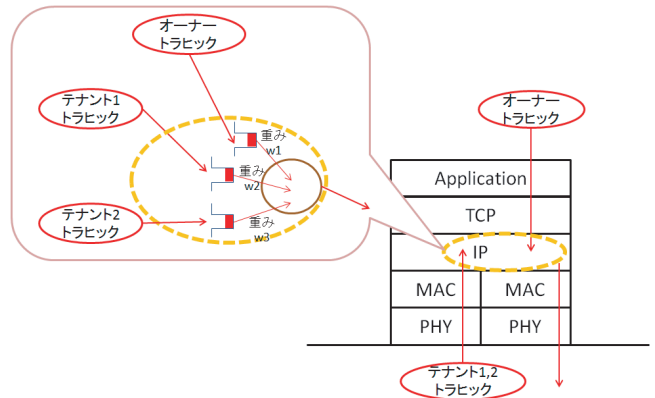 オーナー
トラヒック
テナント1
トラヒック
重み
w1
重み
w2
テナント2
トラヒック
重み
w3
オーナー
トラヒック
Application
TCP
IP
MAC MAC
PHY PHY
テナント1,2
トラヒック